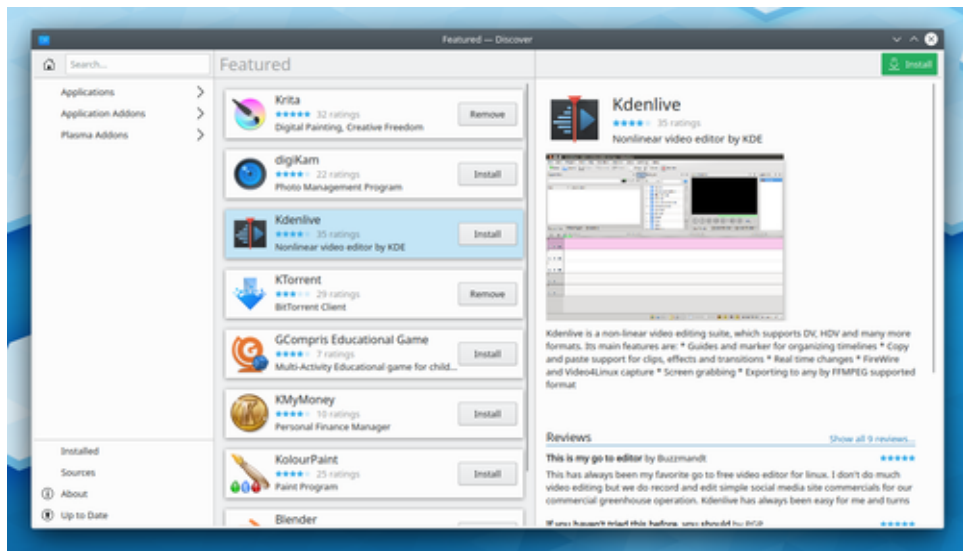 Featured — Discover
Search...
Featured
Install
Applications
Application Addons
Plasma Addons
Krita
32 ratings
Digital Painting, Creative Freedom
Remove
digiKam
22 ratings
Photo Management Program
Install
Kdenlive
35 ratings
Nonlinear video editor by KDE
Install
KTorrent
29 ratings
BitTorrent Client
Remove
GCompris Educational Game
7 ratings
Multi-Activity Educational game for child...
Install
KMyMoney
10 ratings
Personal Finance Manager
Install
KolourPaint
25 ratings
Paint Program
Install
Blender
Installed
Sources
About
Up to Date
Kdenlive
35 ratings
Nonlinear video editor by KDE
Kdenlive is a non-linear video editing suite, which supports DV, HDV and many more
formats. Its main features are: * Guides and marker for organizing timelines * Copy
and paste support for clips, effects and transitions * Real time changes * FireWire
and Video4Linux capture * Screen grabbing * Exporting to any by FFMPEG supported
format
Reviews
Show all 9 reviews...
This is my go to editor by Buzzmandt
This has always been my favorite go to free video editor for linux. I don't do much
video editing but we do record and edit simple social media site commercials for our
commercial greenhouse operation. Kdenlive has always been easy for me and turns
If you haven't tried this before, you should by